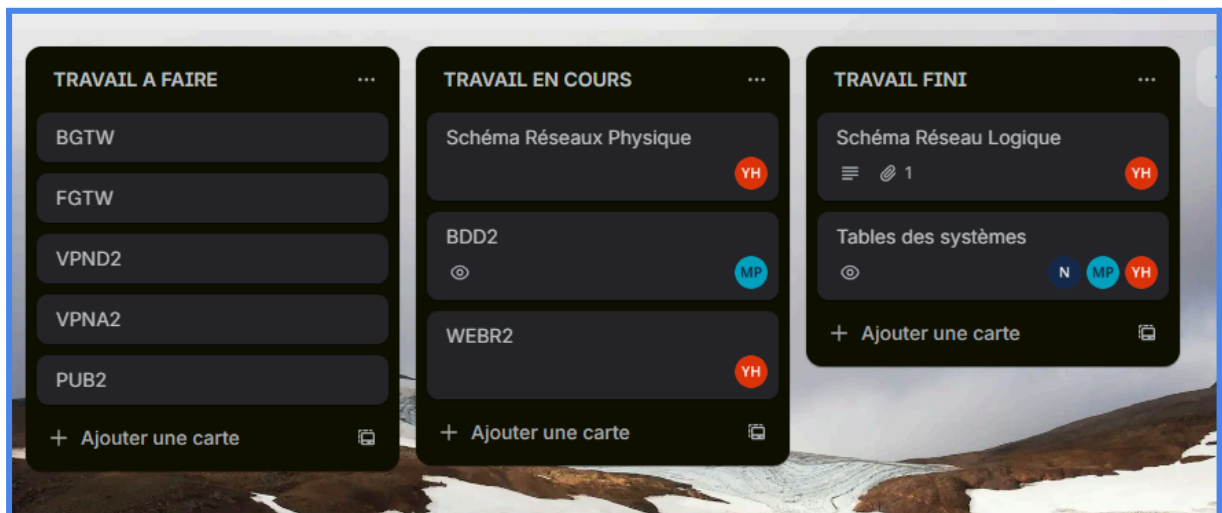 TRAVAIL A FAIRE
BGTW
FGTW
VPND2
VPNA2
PUB2
+ Ajouter une carte
TRAVAIL EN COURS
Schéma Réseaux Physique
YH
BDD2
MP
WEBR2
YH
+ Ajouter une carte
TRAVAIL FINI
Schéma Réseau Logique
1 YH
Tables des systèmes
N MP YH
+ Ajouter une carte